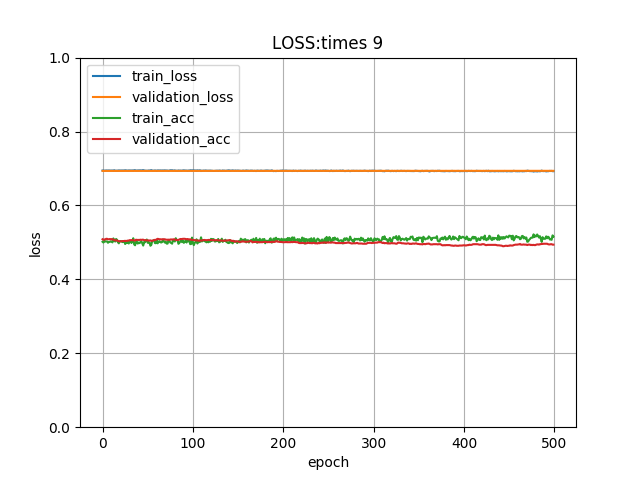 LOSS:times 9
1.0
0.8
0.6
0.4
0.2
0.0
loss
train_loss
validation_loss
train_acc
validation_acc
0 100 200 300 400 500
epoch